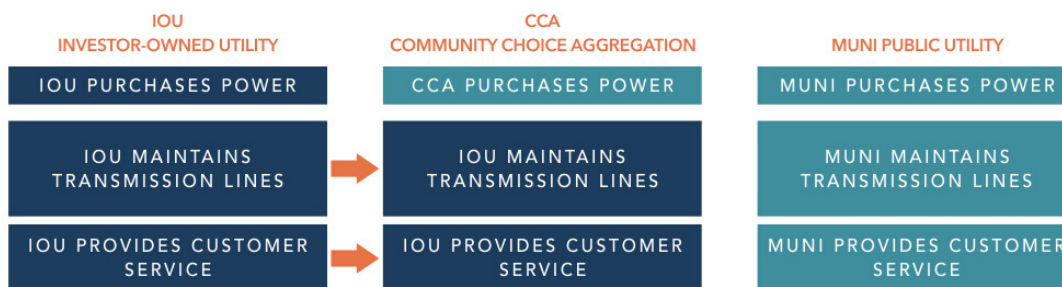 IOU
INVESTOR-OWNED UTILITY
IOU PURCHASES POWER
IOU MAINTAINS
TRANSMISSION LINES
IOU PROVIDES CUSTOMER
SERVICE
CCA
COMMUNITY CHOICE AGGREGATION
CCA PURCHASES POWER
IOU MAINTAINS
TRANSMISSION LINES
IOU PROVIDES CUSTOMER
SERVICE
MUNI PUBLIC UTILITY
MUNI PURCHASES POWER
MUNI MAINTAINS
TRANSMISSION LINES
MUNI PROVIDES CUSTOMER
SERVICE